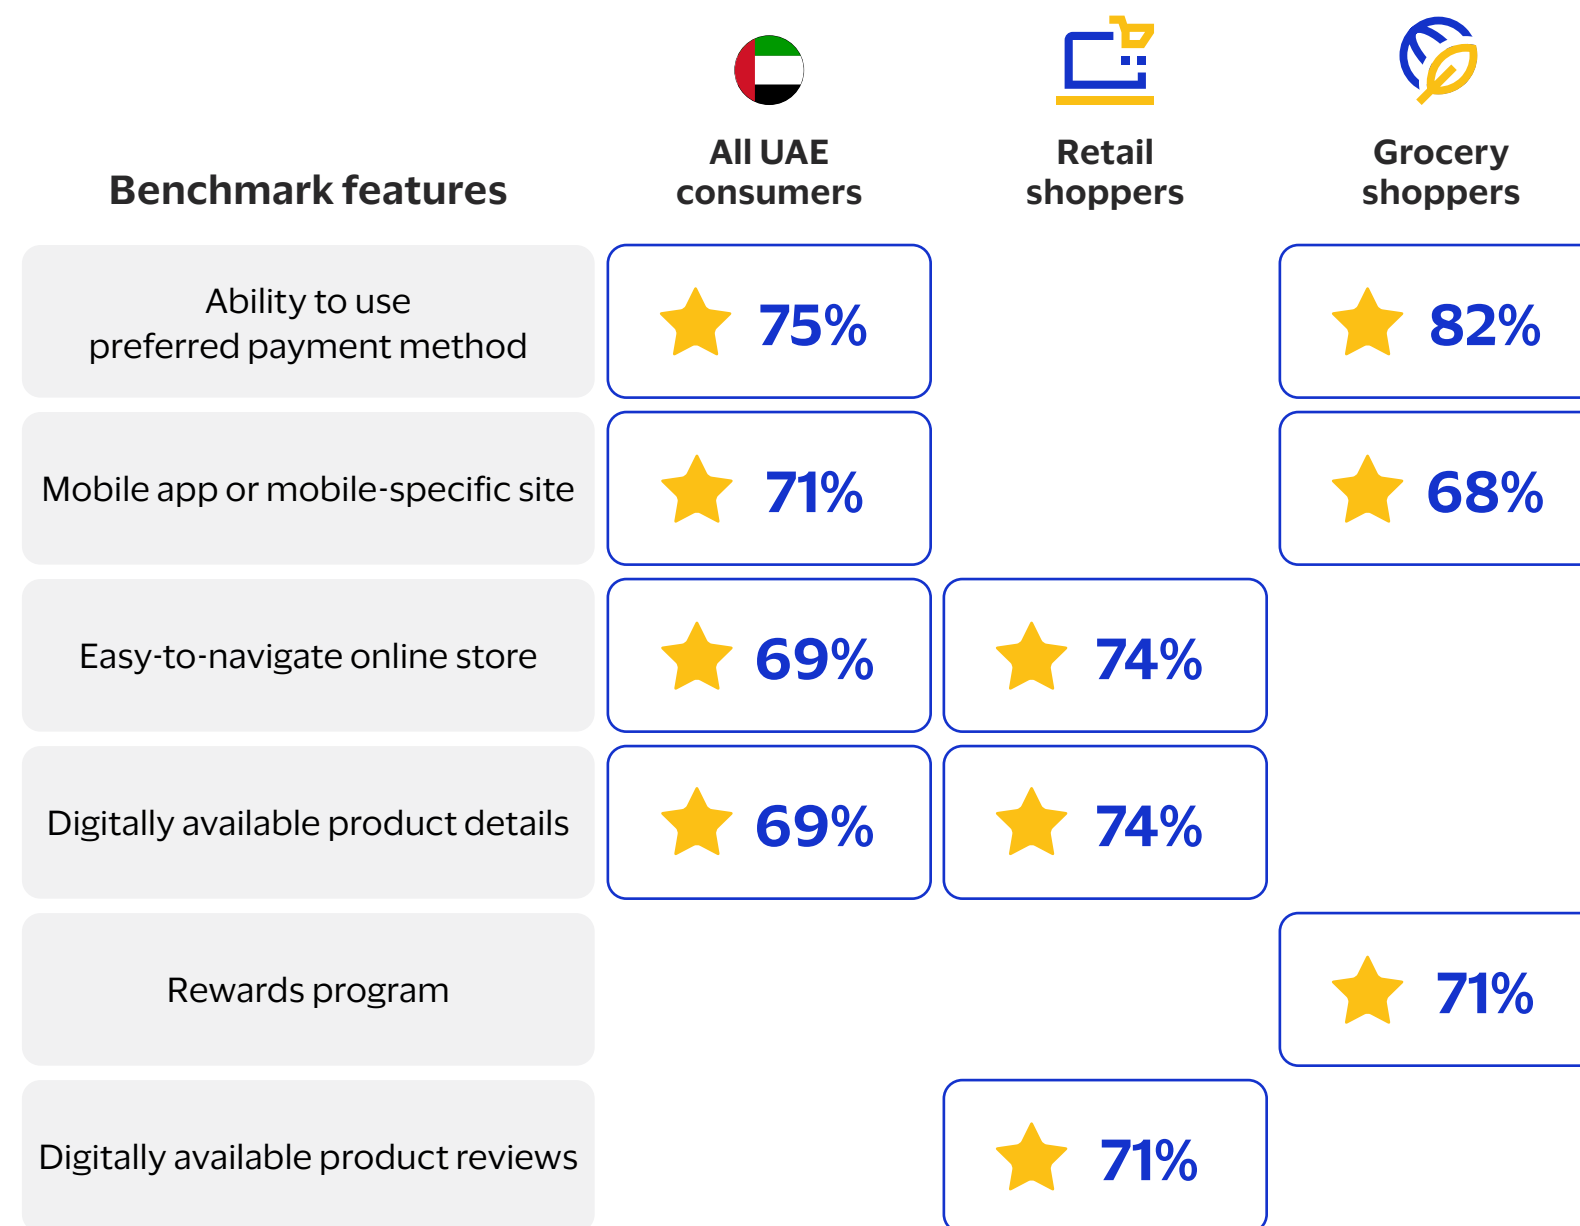 All UAE
consumers
Retail
shoppers
Grocery
shoppers
Benchmark features
Ability to use
preferred payment method
75%
82%
Mobile app or mobile-specific site
71%
68%
Easy-to-navigate online store
69%
74%
Digitally available product details
69%
74%
Rewards program
71%
Digitally available product reviews
71%